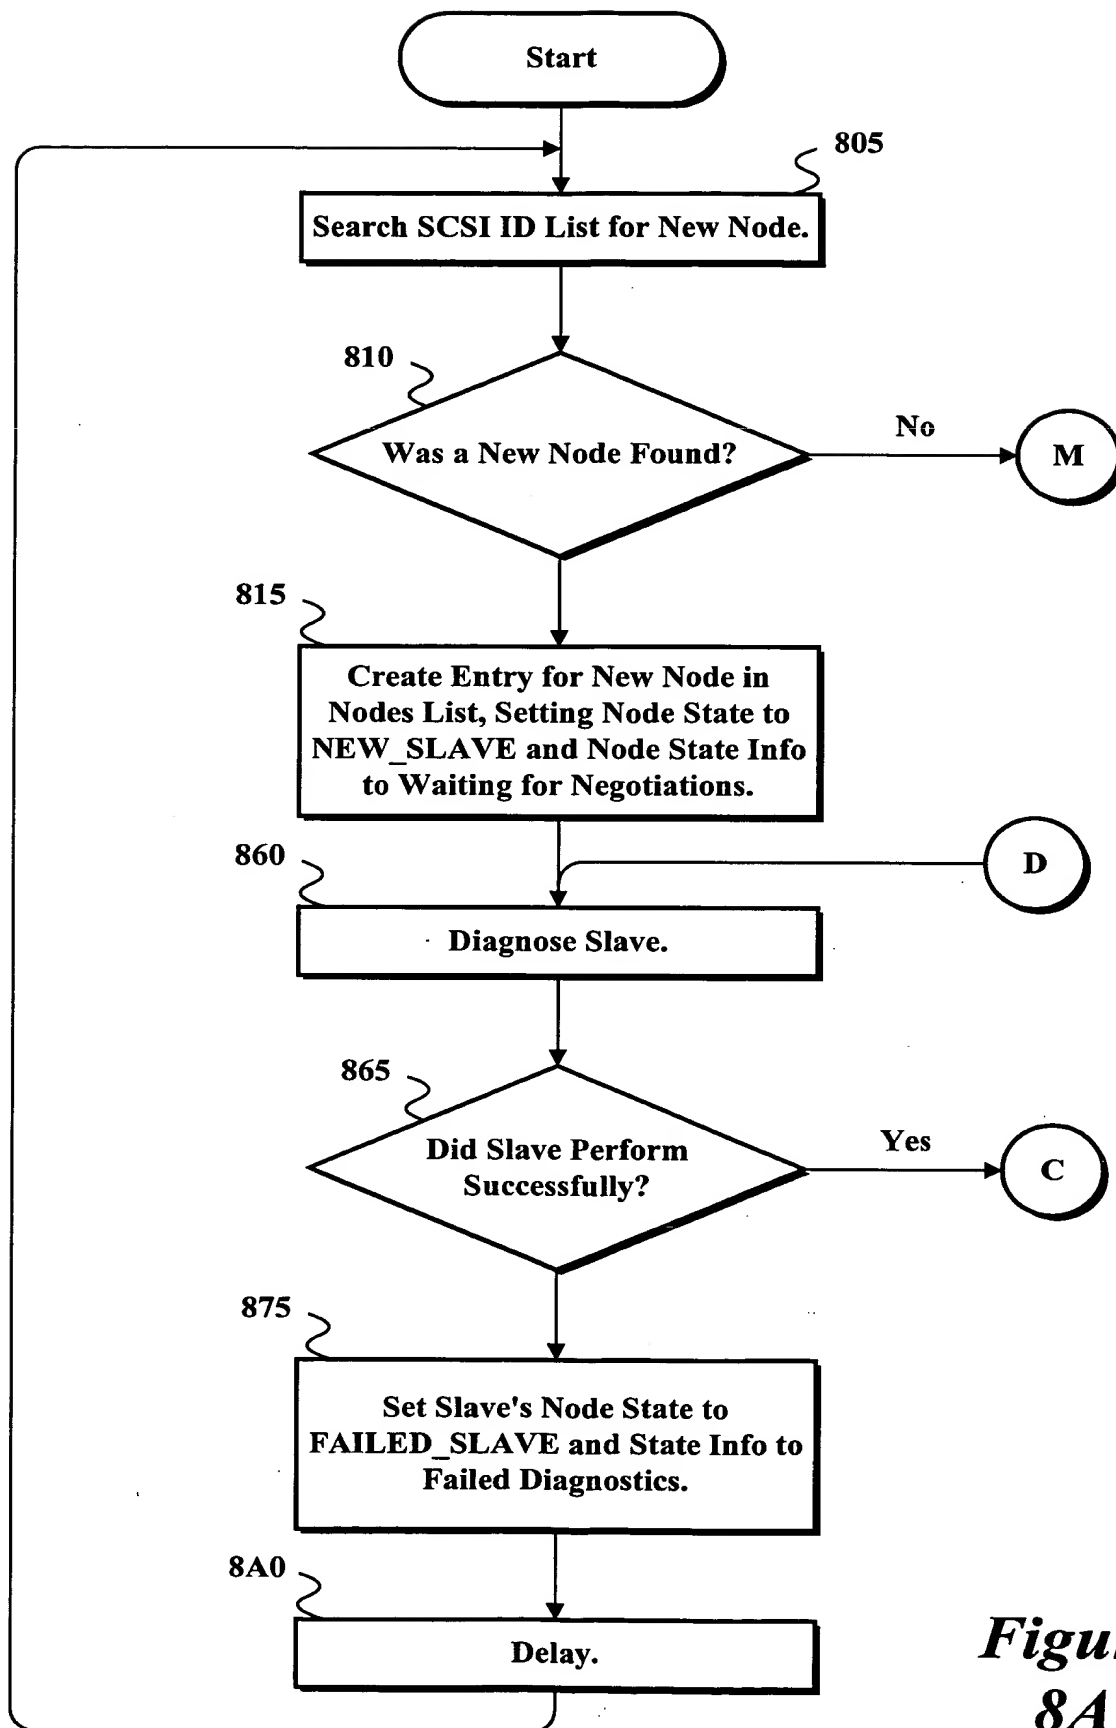 Start
805
Search SCSI ID List for New Node.
810
Was a New Node Found?
No
M
815
Create Entry for New Node in
Nodes List, Setting Node State to
NEW_SLAVE and Node State Info
to Waiting for Negotiations.
D
860
Diagnose Slave.
865
Did Slave Perform
Successfully?
Yes
C
875
Set Slave's Node State to
FAILED_SLAVE and State Info to
Failed Diagnostics.
8A0
Delay.
8A